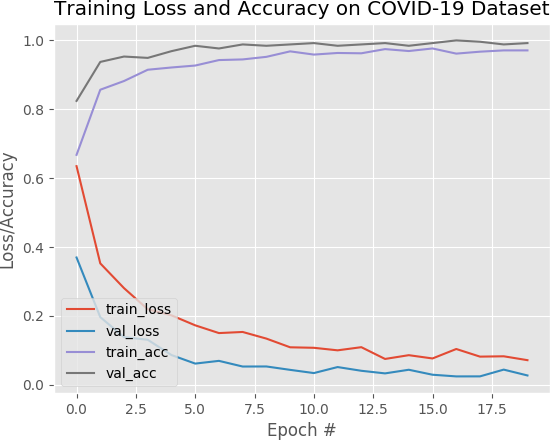 Training Loss and Accuracy on COVID-19 Dataset
1.0
0.8
0.6
0.4
0.2
0.0
Loss/Accuracy
train_loss
val_loss
train_acc
val_acc
0.0 2.5 5.0 7.5 10.0 12.5 15.0 17.5
Epoch #